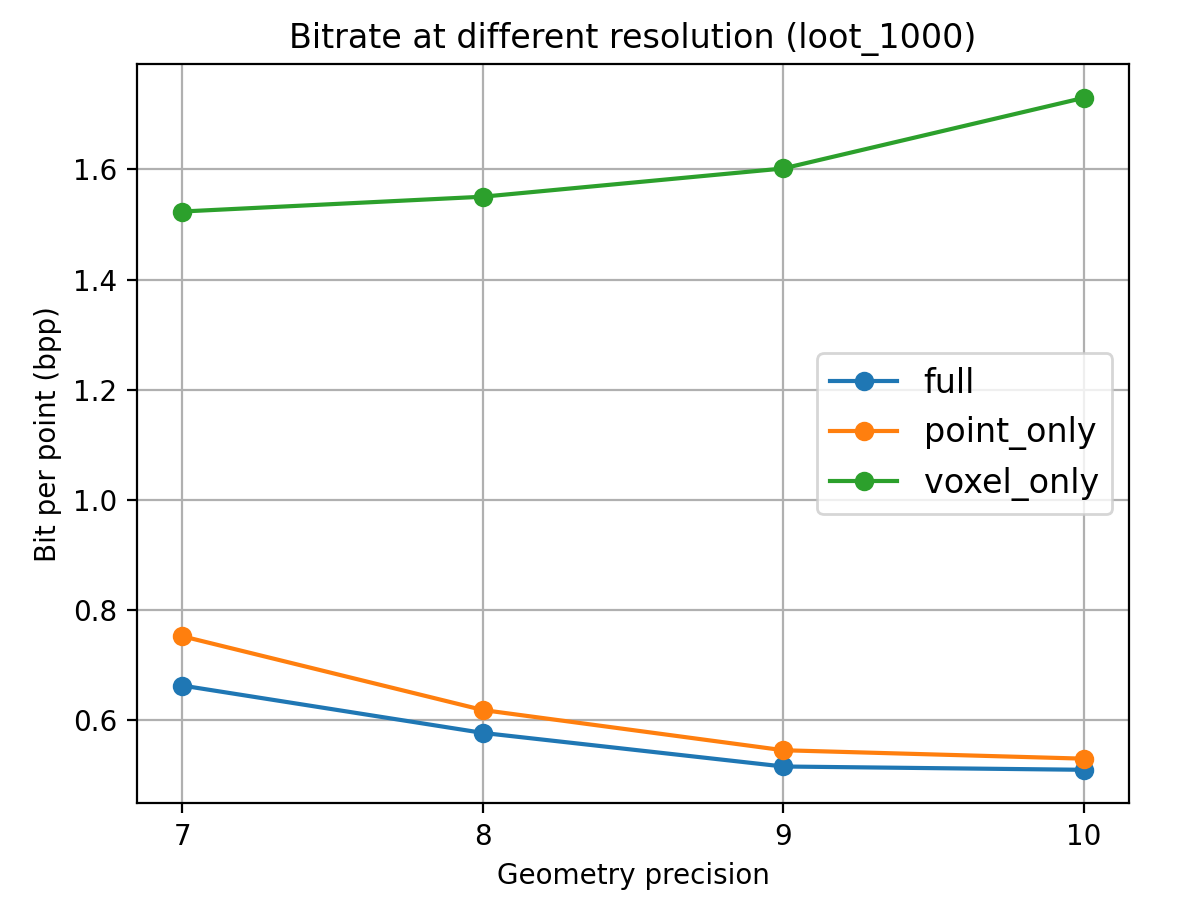 Bitrate at different resolution (loot_1000)
Bit per point (bpp)
1.6
1.4
1.2
1.0
0.8
0.6
full
point_only
voxel_only
7 8 9 10
Geometry precision